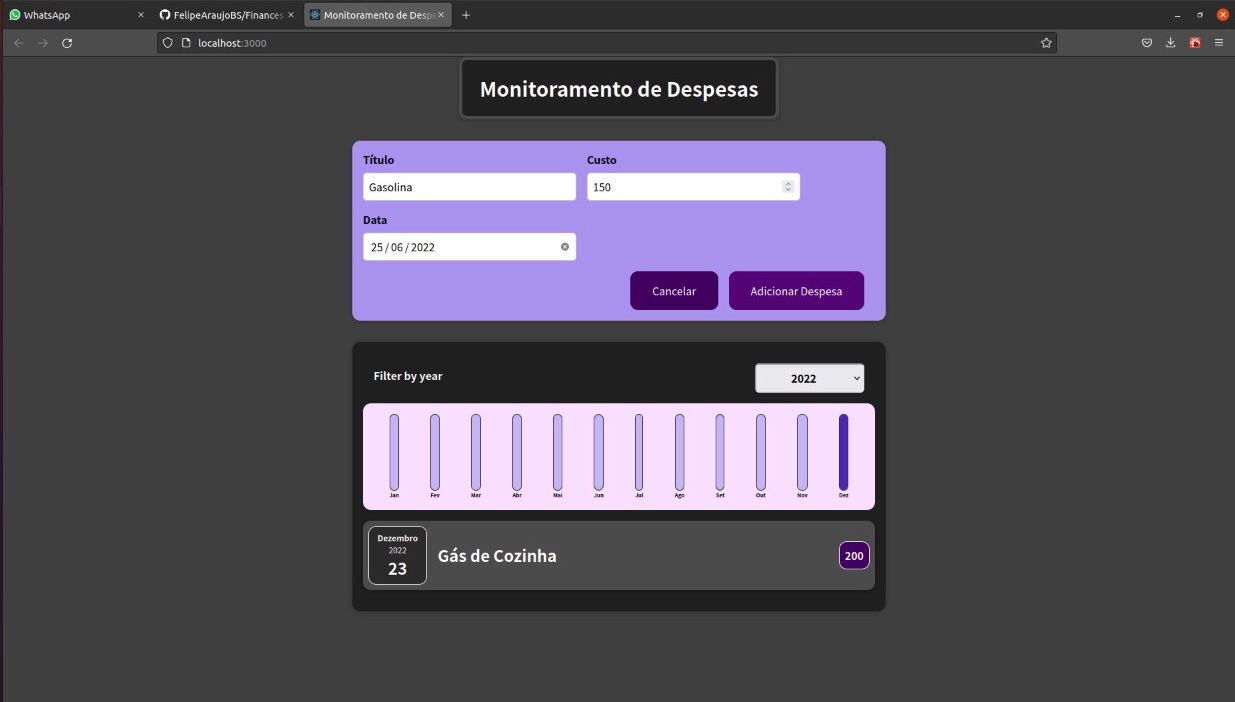 WhatsApp
FelipeAraujoBS/Finances
Monitoramento de Desp
localhost:3000
Monitoramento de Despesas
Título
Custo
Gasolina
150
Data
25 / 06 / 2022
Cancelar
Adicionar Despesa
Filter by year
2022
Jan Fev Mar Abr Mai Jun Jul Ago Set Out Nov Dez
Dezembro
2022
23
Gás de Cozinha
200